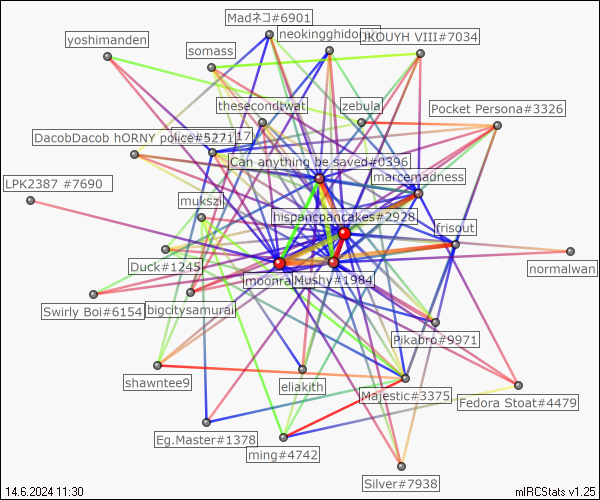 Madネコ#6901
neokingghido
JKOUYH VIII#7034
yoshimanden
somass
thesecondtwat
zebula
Pocket Persona#3326
DacobDacab hORNY police#5271
17
Can anything be saved#0396
marcemadness
LPK2387 #7690
mukszi
hispancpancakes#2928
frisout
Duck#1245
moonra
Mushy#1984
normalwan
Swirly Boi#6154
bigcitysamurai
Pikabro#9971
shawntee9
eliakith
Majestic#3375
Fedora Stoat#4479
Eg.Master#1378
ming#4742
Silver#7938
14.6.2024 11:30
mIRCStats v1.25